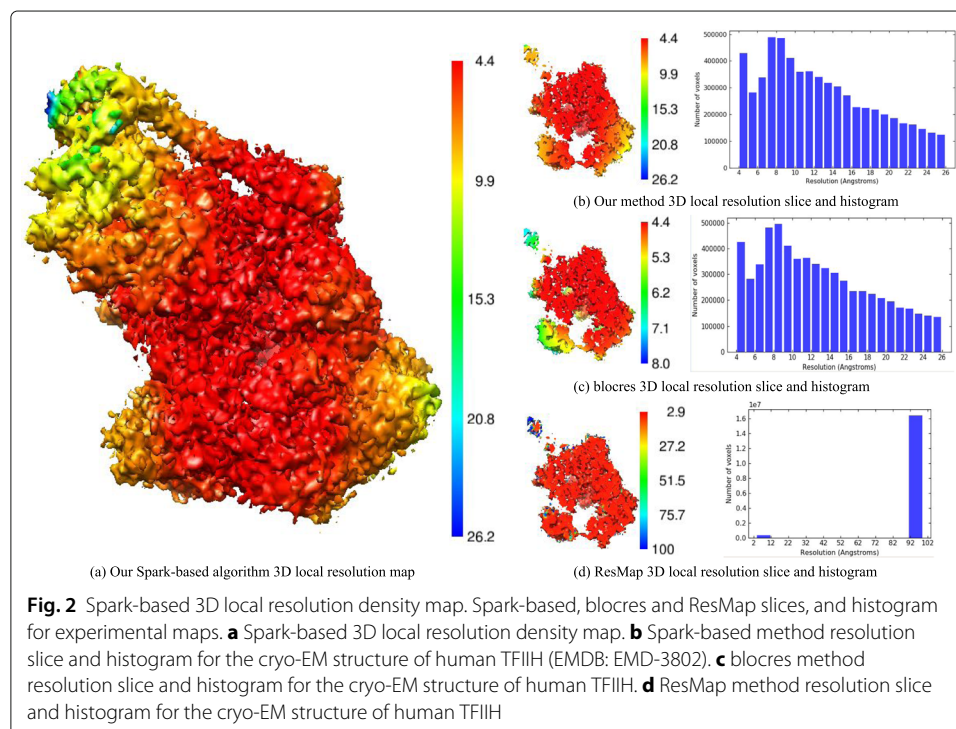 4.4
9.9
15.3
20.8
26.2
(a) Our Spark-based algorithm 3D local resolution map
4.4
9.9
15.3
20.8
26.2
500000
400000
300000
200000
100000
0
Number of voxels
4 6 8 10 12 14 16 18 20 22 24 26
Resolution (Angstroms)
(b) Our method 3D local resolution slice and histogram
4.4
5.3
6.2
7.1
8.0
500000
400000
300000
200000
100000
0
Number of voxels
4 6 8 10 12 14 16 18 20 22 24 26
Resolution (Angstroms)
(c) blocres 3D local resolution slice and histogram
2.9
27.2
51.5
75.7
100
1e7
1.6
1.4
1.2
1.0
0.8
0.6
0.4
0.2
0.0
Number of voxels
2 12 22 32 42 52 62 72 82 92 102
Resolution (Angstroms)
(d) ResMap 3D local resolution slice and histogram
Fig. 2 Spark-based 3D local resolution density map. Spark-based, blocres and ResMap slices, and histogram
for experimental maps. a Spark-based 3D local resolution density map. b Spark-based method resolution
slice and histogram for the cryo-EM structure of human TFIIH (EMDB: EMD-3802). c blocres method
resolution slice and histogram for the cryo-EM structure of human TFIIH. d ResMap method resolution slice
and histogram for the cryo-EM structure of human TFIIH